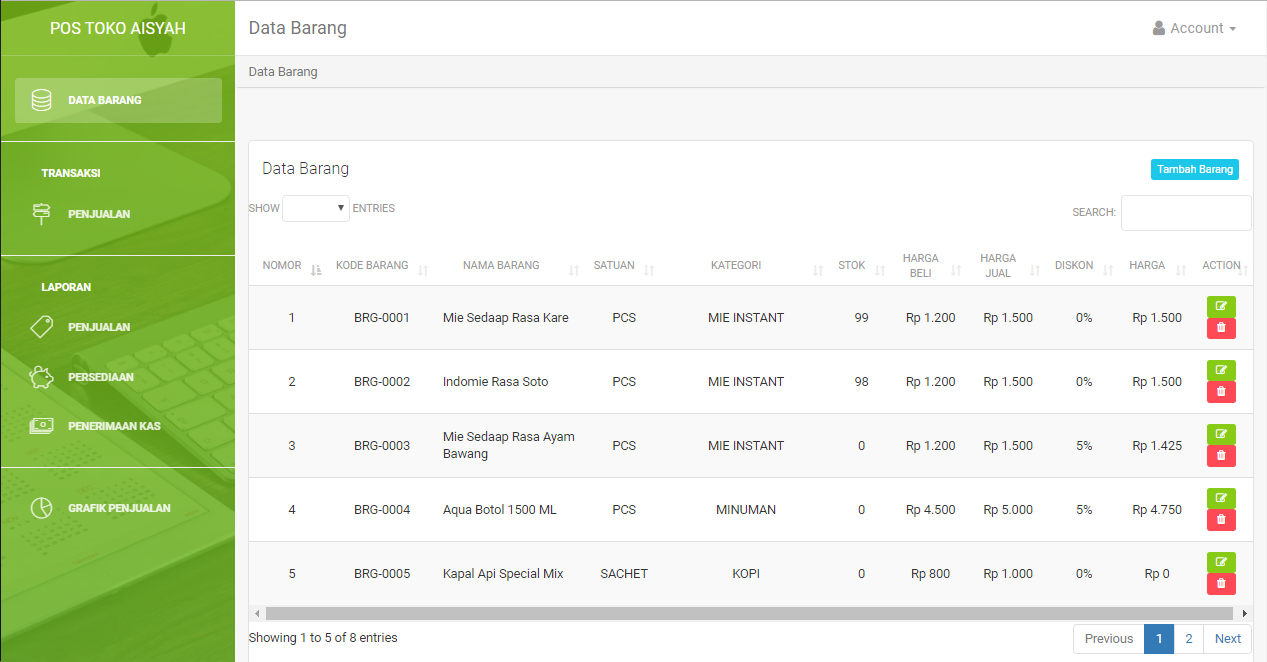 POS TOKO AISYAH
DATA BARANG
TRANSAKSI
PENJUALAN
LAPORAN
PENJUALAN
PERSEDIAAN
PENERIMAAN KAS
GRAFIK PENJUALAN
Data Barang
Account
Data Barang
Data Barang
Tambah Barang
SHOW ENTRIES
SEARCH:
NOMOR KODE BARANG NAMA BARANG SATUAN KATEGORI STOK HARGA BELI HARGA JUAL DISKON HARGA ACTION
1 BRG-0001 Mie Sedaap Rasa Kare PCS MIE INSTANT 99 Rp 1.200 Rp 1.500 0% Rp 1.500
2 BRG-0002 Indomie Rasa Soto PCS MIE INSTANT 98 Rp 1.200 Rp 1.500 0% Rp 1.500
3 BRG-0003 Mie Sedaap Rasa Ayam Bawang PCS MIE INSTANT 0 Rp 1.200 Rp 1.500 5% Rp 1.425
4 BRG-0004 Aqua Botol 1500 ML PCS MINUMAN 0 Rp 4.500 Rp 5.000 5% Rp 4.750
5 BRG-0005 Kapal Api Special Mix SACHET KOPI 0 Rp 800 Rp 1.000 0% Rp 0
Showing 1 to 5 of 8 entries
Previous 1 2 Next